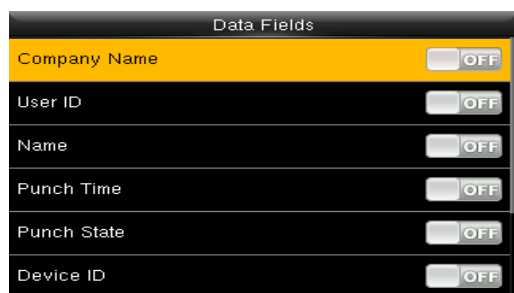 Data Fields
Company Name OFF
User ID OFF
Name OFF
Punch Time OFF
Punch State OFF
Device ID OFF